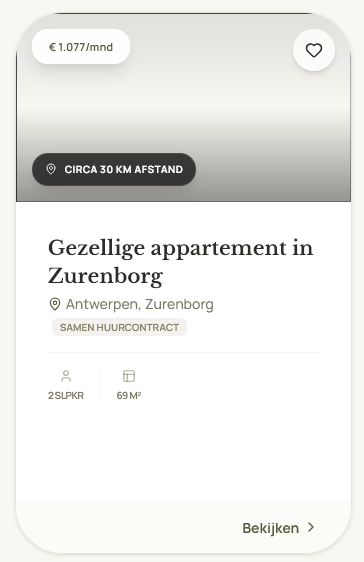 € 1.077/mnd
CIRCA 30 KM AFSTAND
Gezellige appartement in
Zurenborg
Antwerpen, Zurenborg
SAMEN HUURCONTRACT
2 SLPKR 69 M²
Bekijken